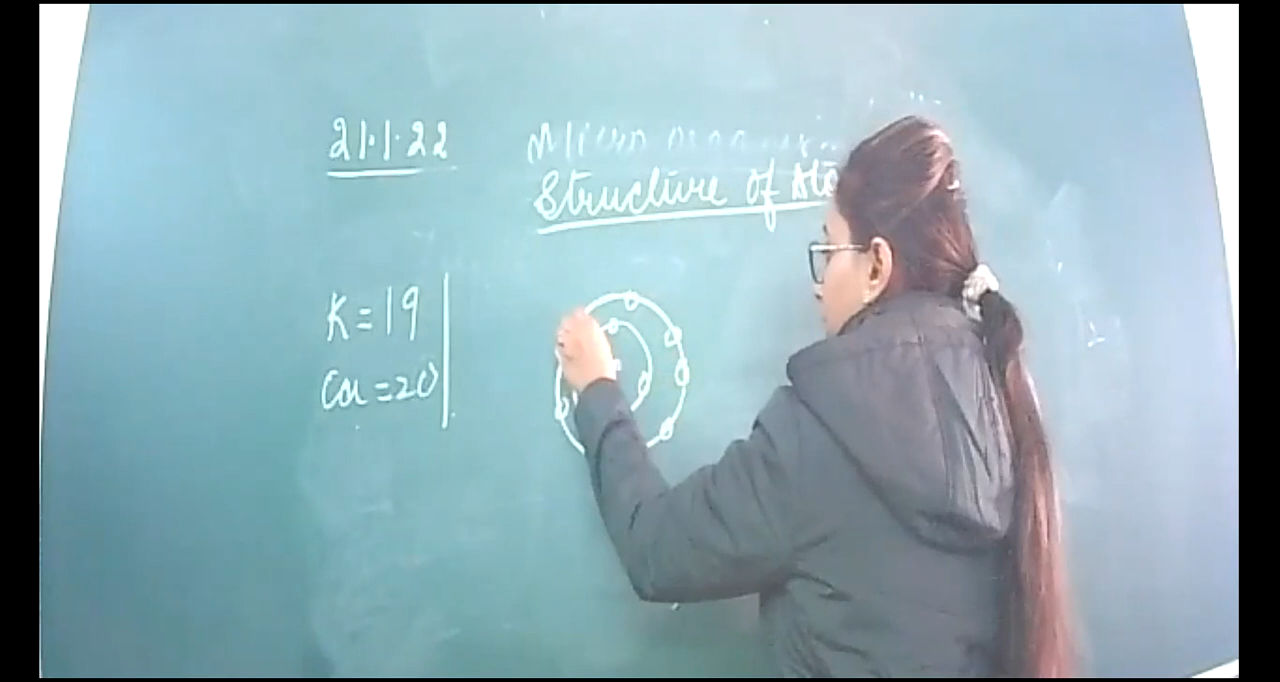 21.1.22
Structure of
K = 19
Ca = 20